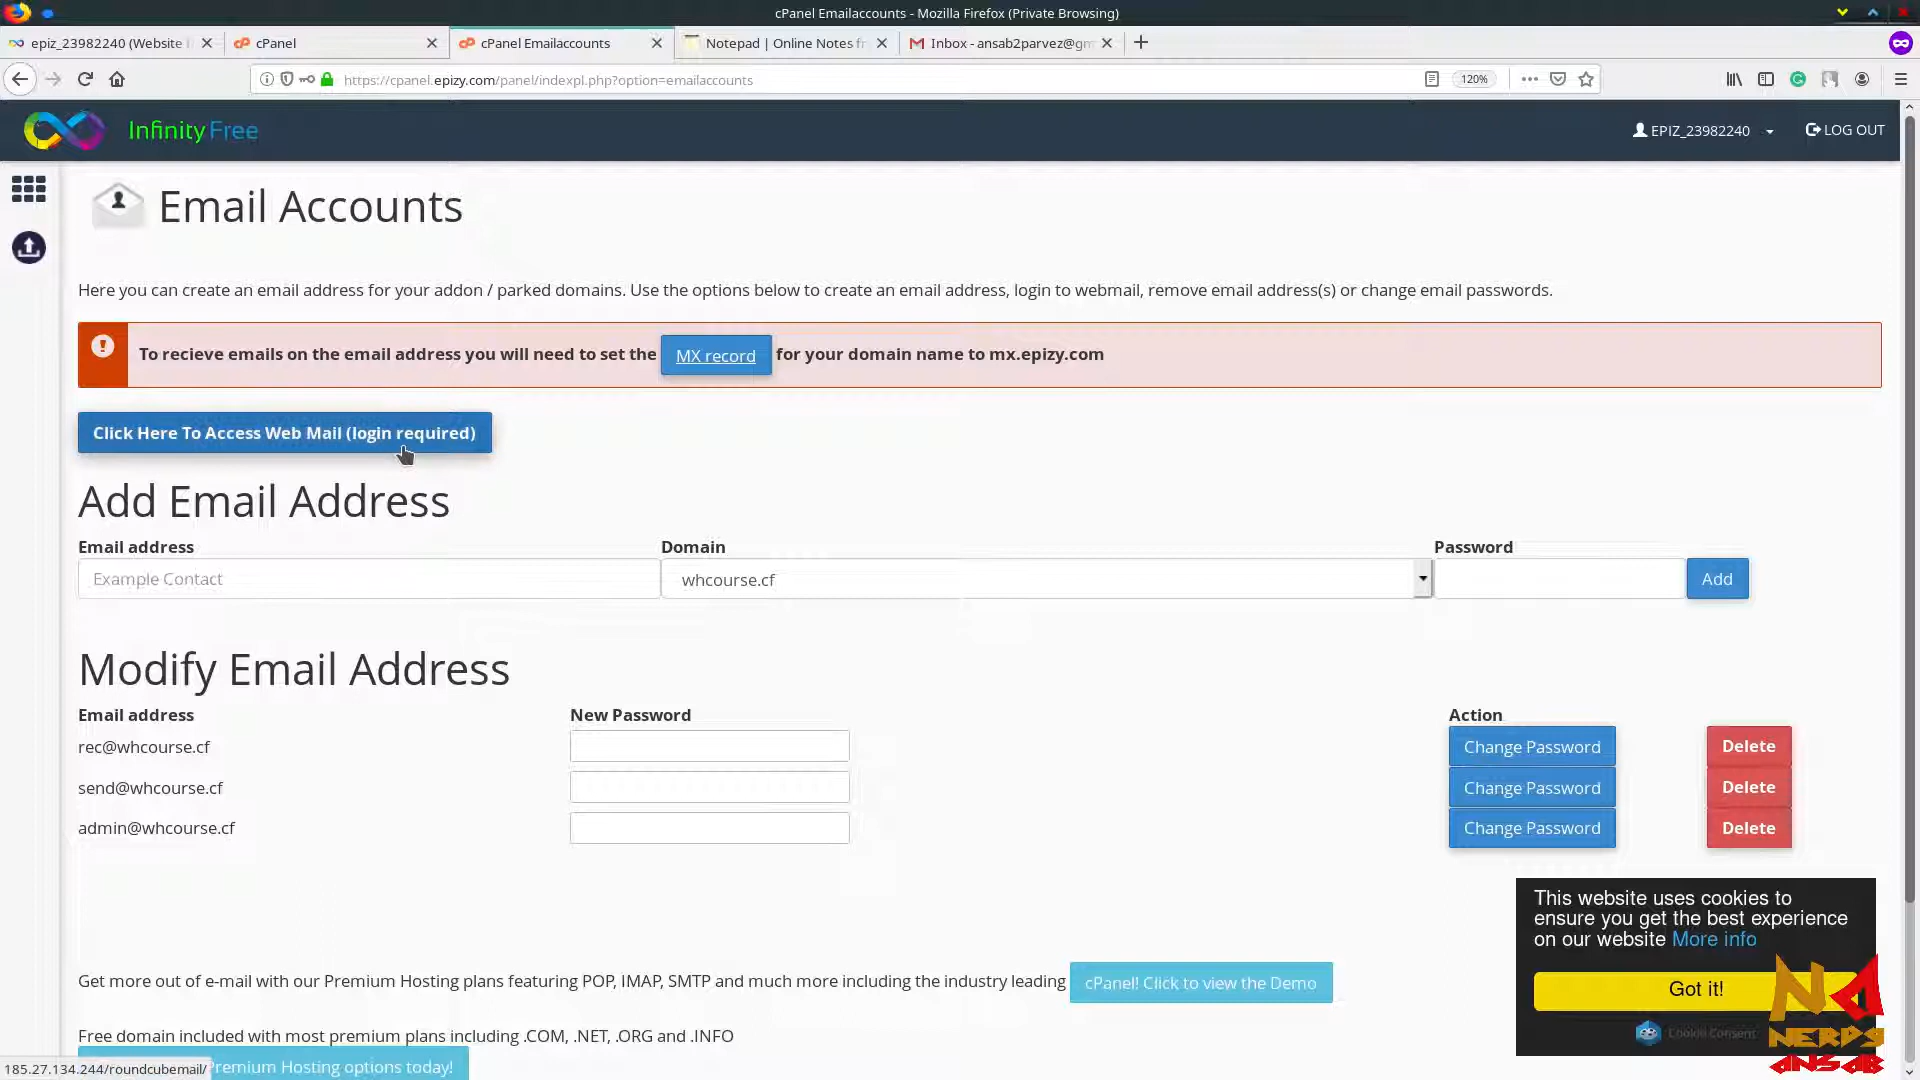 cPanel Emailaccounts - Mozilla Firefox (Private Browsing)
epiz_23982240 (Website
cPanel
cPanel Emailaccounts
Notepad | Online Notes fr
Inbox - ansab2parvez@gm
https://cpanel.epizy.com/panel/indexpl.php?option=emailaccounts
120%
InfinityFree
EPIZ_23982240
LOG OUT
Email Accounts
Here you can create an email address for your addon / parked domains. Use the options below to create an email address, login to webmail, remove email address(s) or change email passwords.
To recieve emails on the email address you will need to set the MX record for your domain name to mx.epizy.com
Click Here To Access Web Mail (login required)
Add Email Address
Email address Domain Password
Example Contact whcourse.cf Add
Modify Email Address
Email address New Password Action
rec@whcourse.cf Change Password Delete
send@whcourse.cf Change Password Delete
admin@whcourse.cf Change Password Delete
This website uses cookies to
ensure you get the best experience
on our website More info
Got it!
Cookie Consent
Get more out of e-mail with our Premium Hosting plans featuring POP, IMAP, SMTP and much more including the industry leading cPanel! Click to view the Demo
Free domain included with most premium plans including .COM, .NET, .ORG and .INFO
Premium Hosting options today!
185.27.134.244/roundcubemail/
NA
NERDS
ANSAB